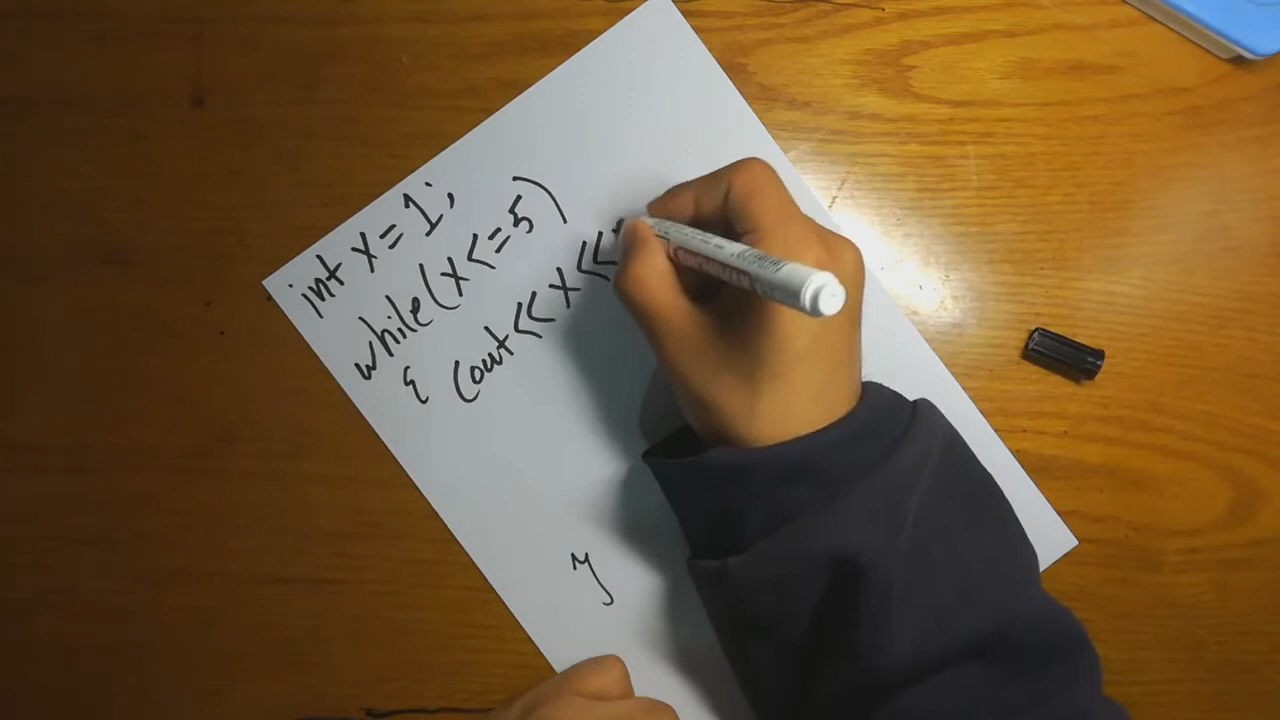 int x = 1;
while(x <= 5)
{ cout << x <<
}